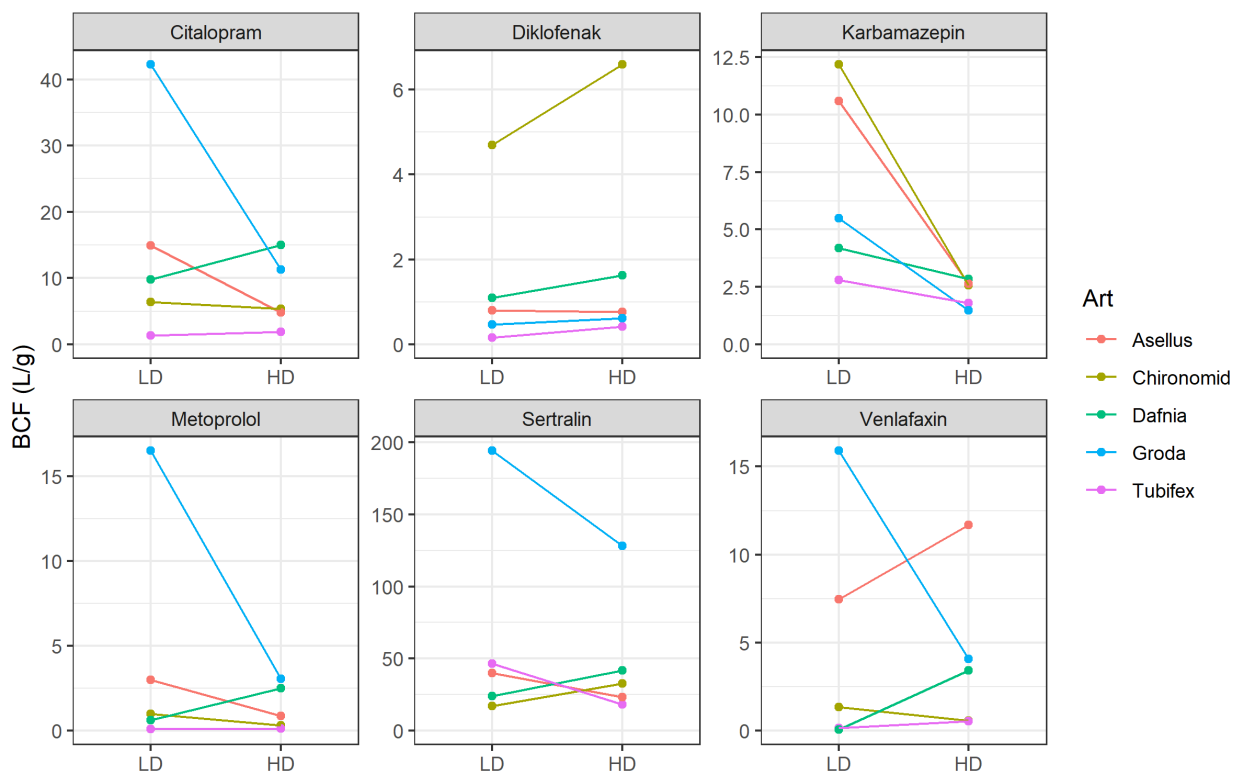 Citalopram
Diklofenak
Karbamazepin
40
30
20
10
0
6
4
2
0
12.5
10.0
7.5
5.0
2.5
0.0
LD HD
LD HD
LD HD
BCF (L/g)
Metoprolol
Sertralin
Venlafaxin
15
10
5
0
200
150
100
50
0
15
10
5
0
LD HD
LD HD
LD HD
Art
Asellus
Chironomid
Dafnia
Groda
Tubifex